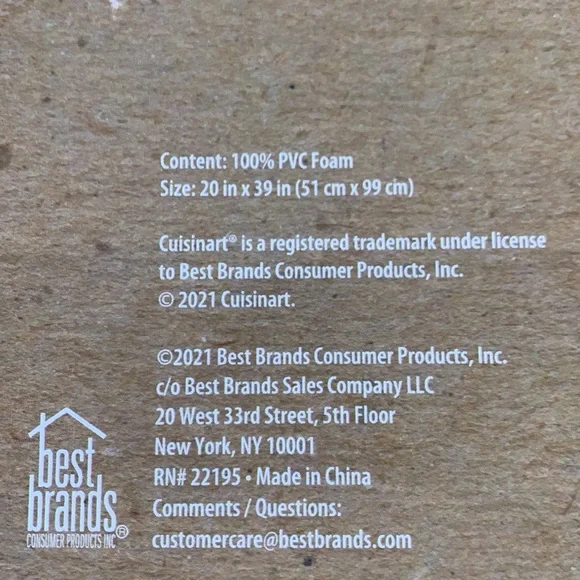 Content: 100% PVC Foam
Size: 20 in x 39 in (51 cm x 99 cm)
Cuisinart® is a registered trademark under license
to Best Brands Consumer Products, Inc.
© 2021 Cuisinart.
©2021 Best Brands Consumer Products, Inc.
c/o Best Brands Sales Company LLC
20 West 33rd Street, 5th Floor
New York, NY 10001
RN# 22195 • Made in China
Comments / Questions:
customercare@bestbrands.com
best
brands®
CONSUMER PRODUCTS INC